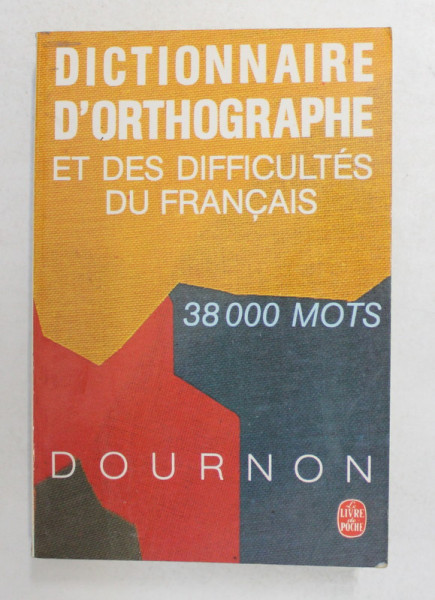 DICTIONNAIRE
D'ORTHOGRAPHE
ET DES DIFFICULTÉS
DU FRANÇAIS
38 000 MOTS
DOURNON
Le
LIVRE
de
POCHE